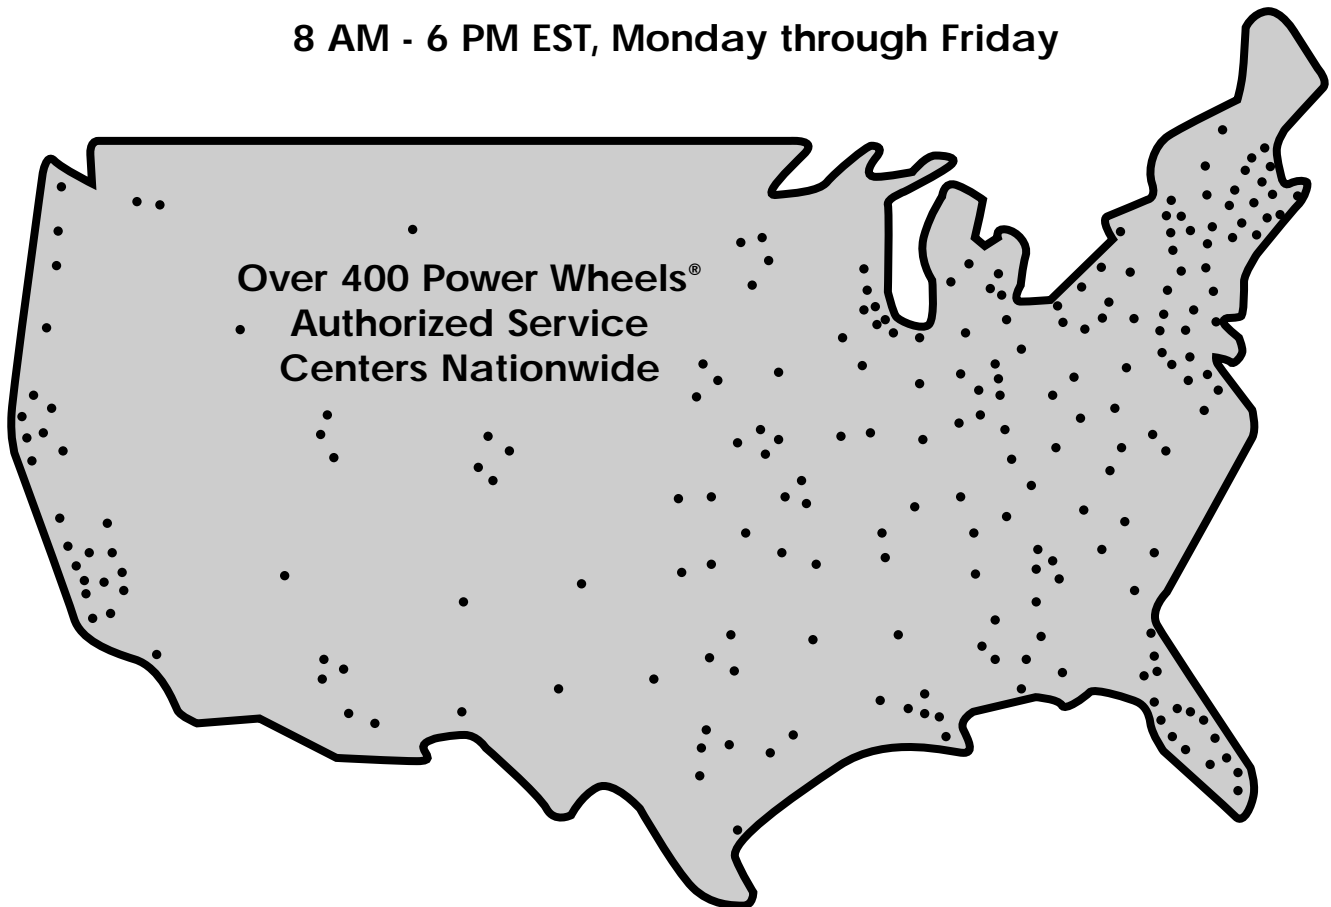 8 AM - 6 PM EST, Monday through Friday
Over 400 Power Wheels®
Authorized Service
Centers Nationwide